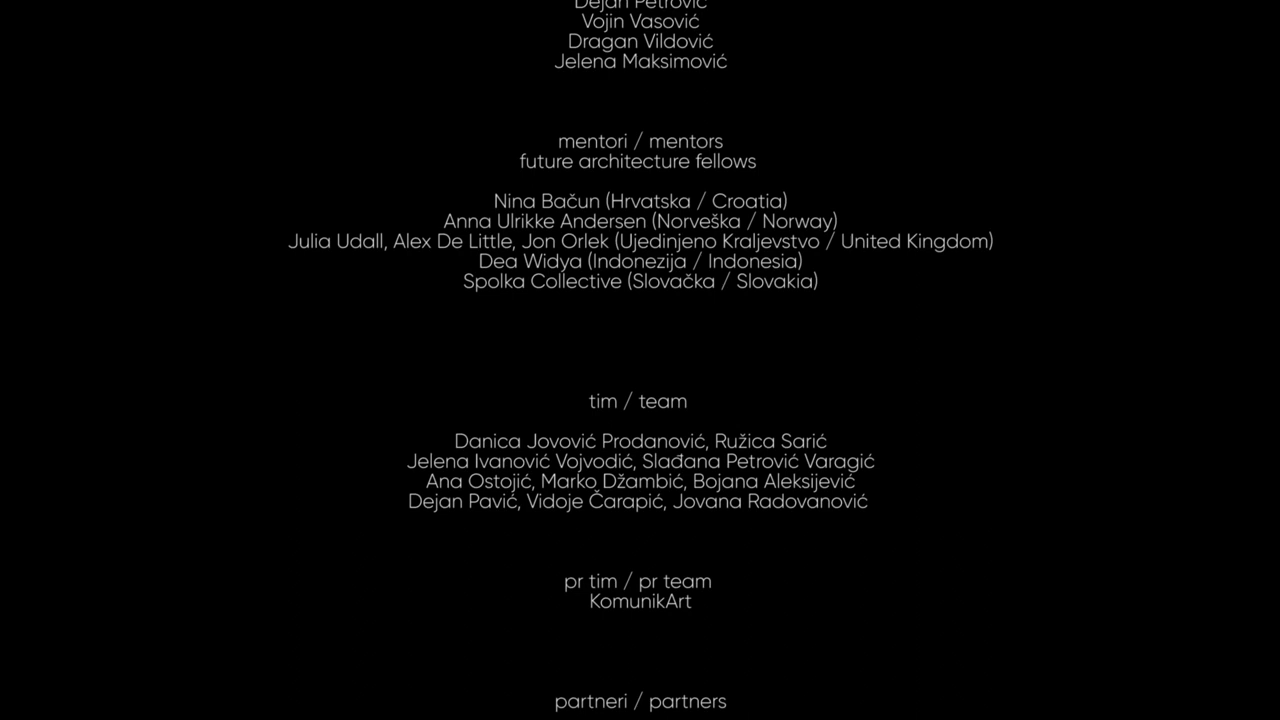 Dejan Petrović
Vojin Vasović
Dragan Vildović
Jelena Maksimović
mentori / mentors
future architecture fellows
Nina Bačun (Hrvatska / Croatia)
Anna Ulrikke Andersen (Norveška / Norway)
Julia Udall, Alex De Little, Jon Orlek (Ujedinjeno Kraljevstvo / United Kingdom)
Dea Widya (Indonezija / Indonesia)
Spolka Collective (Slovačka / Slovakia)
tim / team
Danica Jovović Prodanović, Ružica Sarić
Jelena Ivanović Vojvodić, Slađana Petrović Varagić
Ana Ostojić, Marko Džambić, Bojana Aleksijević
Dejan Pavić, Vidoje Čarapić, Jovana Radovanović
pr tim / pr team
KomunikArt
partneri / partners